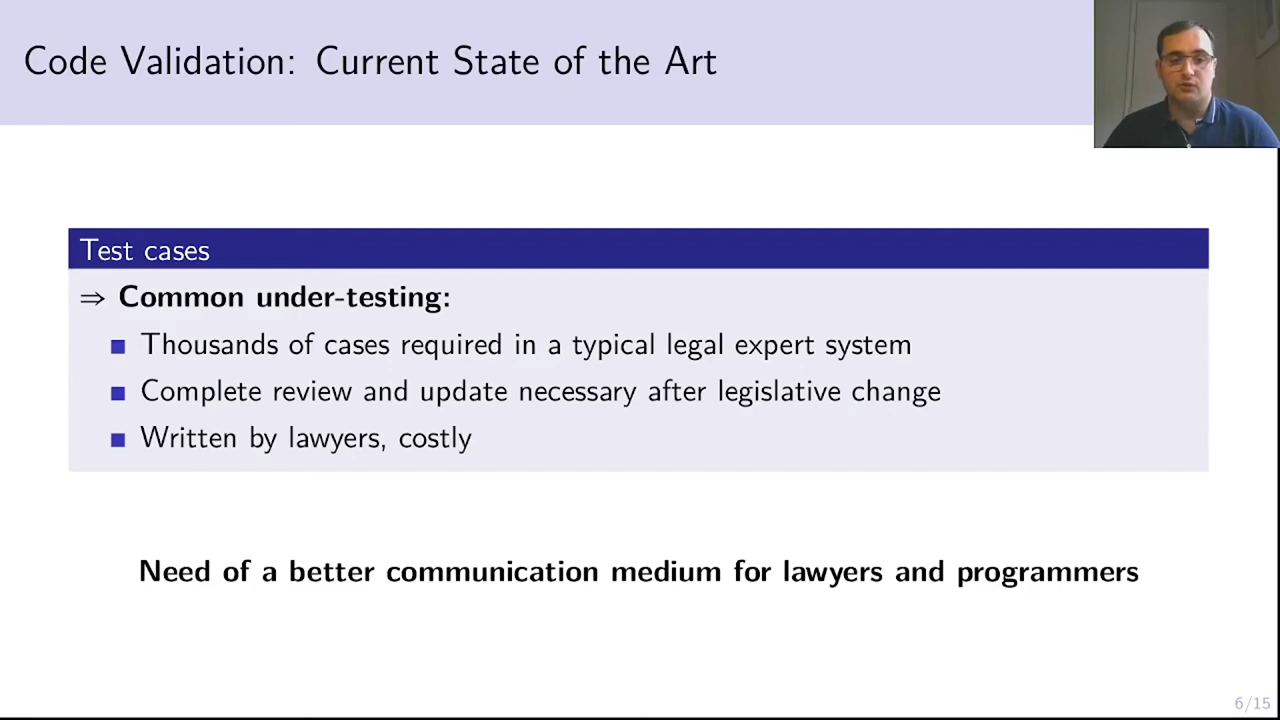 Code Validation: Current State of the Art
Test cases
⇒ Common under-testing:
■ Thousands of cases required in a typical legal expert system
■ Complete review and update necessary after legislative change
■ Written by lawyers, costly
Need of a better communication medium for lawyers and programmers
6/15